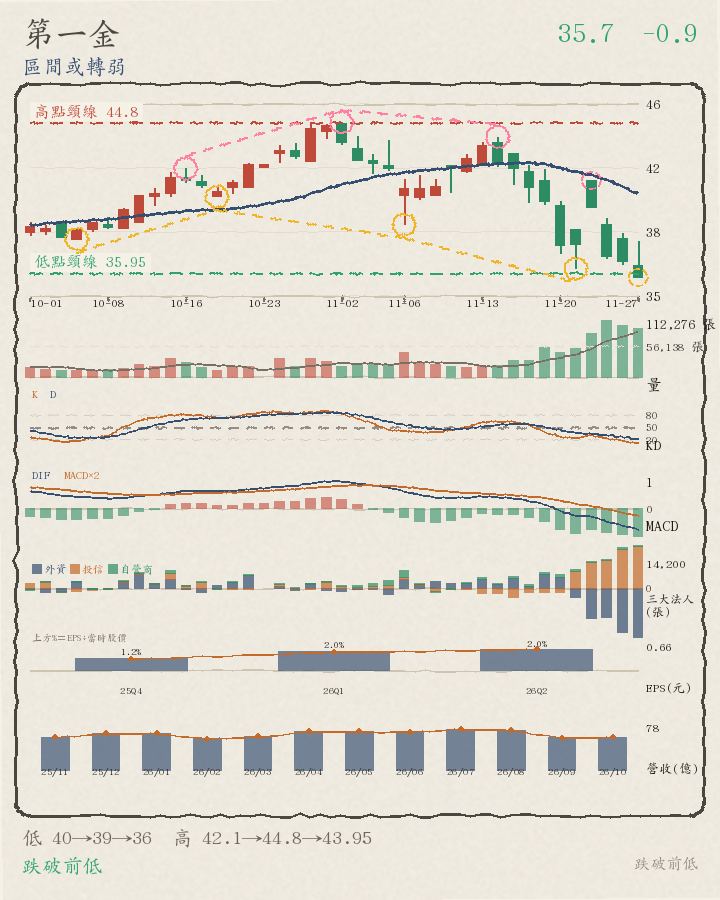 第一金
35.7 -0.9
區間或轉弱
高點頸線 44.8
46
42
38
低點頸線 35.95
35
10-01 10-08 10-16 10-23 11-02 11-06 11-13 11-20 11-27
112,276 張
56,138 張
量
K D
80
50
20
KD
DIF MACD×2
1
0
MACD
外資 投信 自營商
14,200
0
三大法人
(張)
上方%=EPS÷當時股價
0.66
1.2% 2.0% 2.0%
25Q4 26Q1 26Q2
EPS(元)
78
25/11 25/12 26/01 26/02 26/03 26/04 26/05 26/06 26/07 26/08 26/09 26/10
營收(億)
低 40→39→36 高 42.1→44.8→43.95
跌破前低
跌破前低